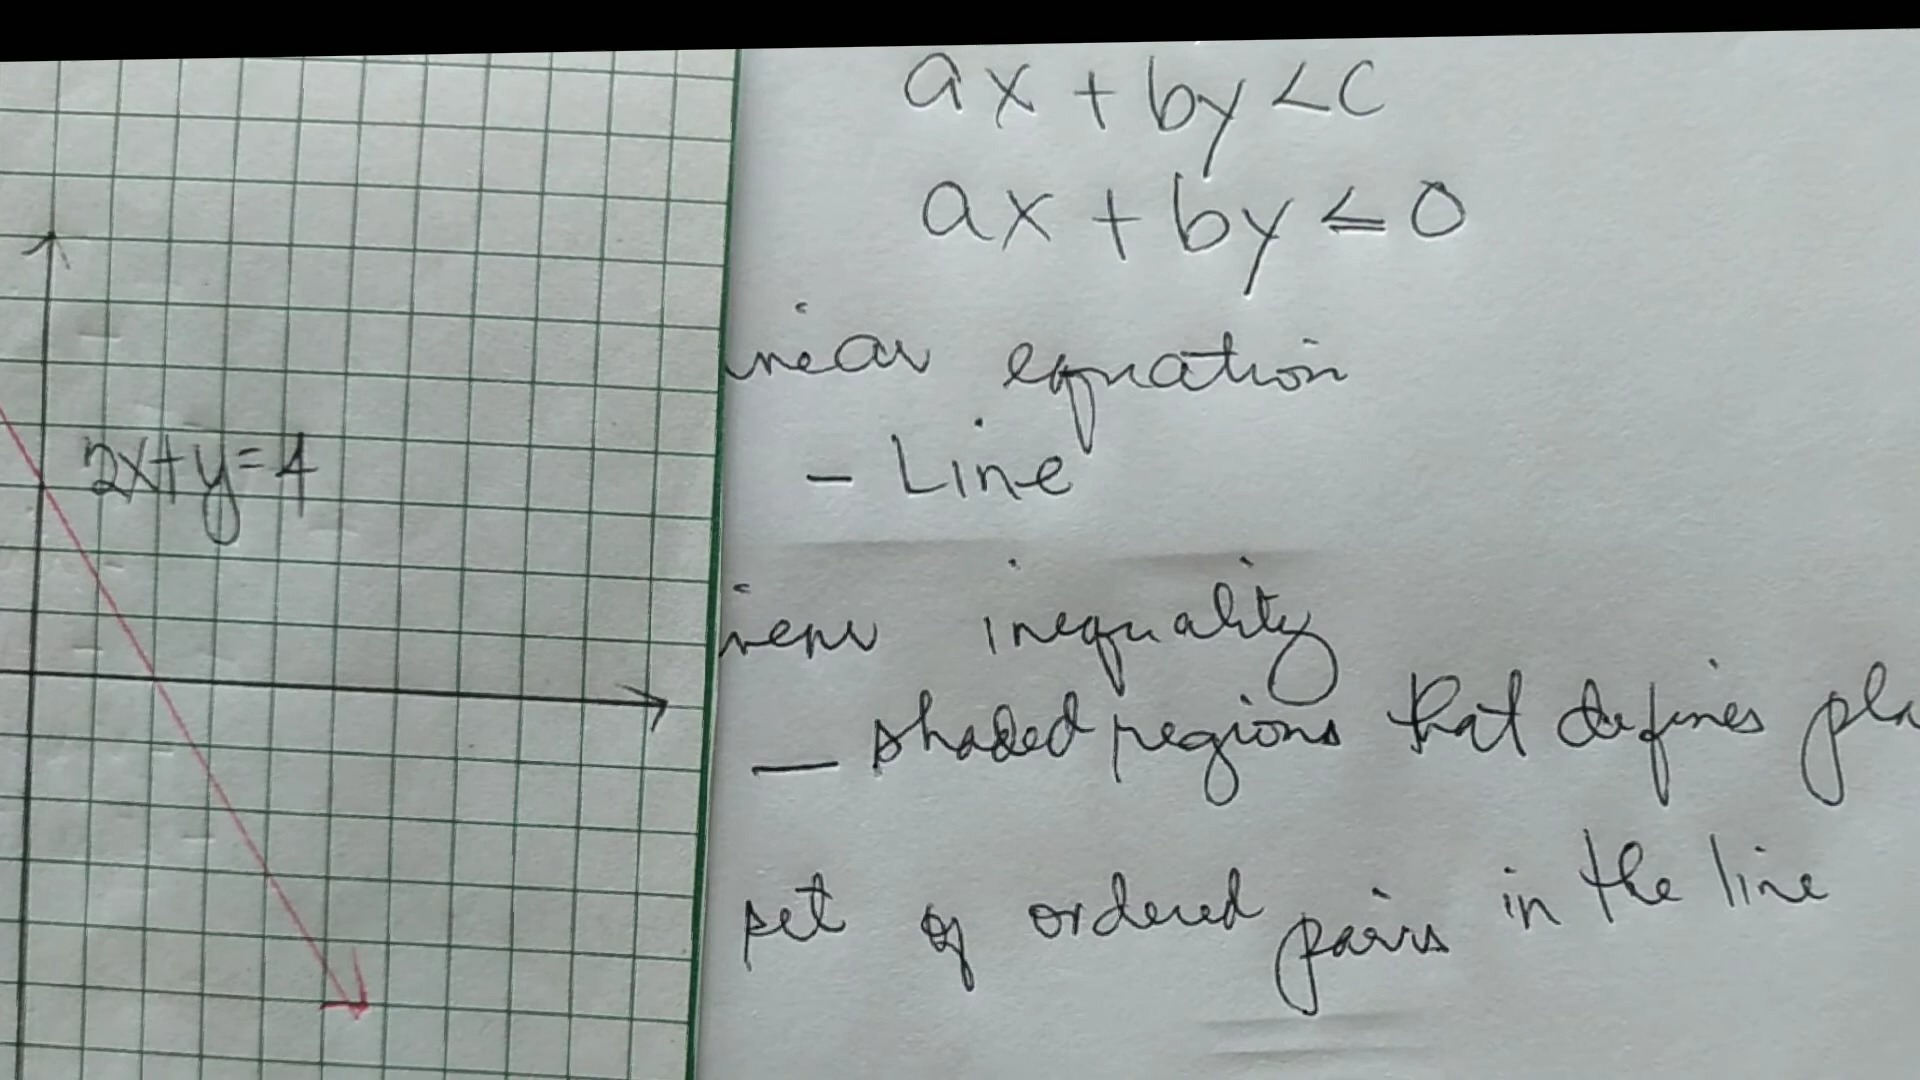 ax + by < c
ax + by ≤ 0
near equation
- Line
2x+y=4
inequality
— shaded regions that defines pla
set of ordered pairs in the line